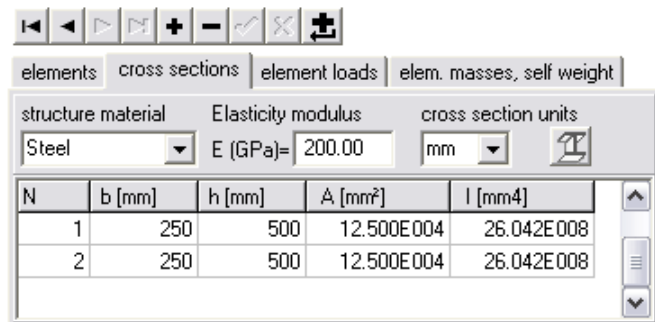 elements cross sections element loads elem. masses, self weight
structure material Elasticity modulus cross section units
Steel E (GPa)= 200.00 mm
N b [mm] h [mm] A [mm²] I [mm4]
1 250 500 12.500E004 26.042E008
2 250 500 12.500E004 26.042E008